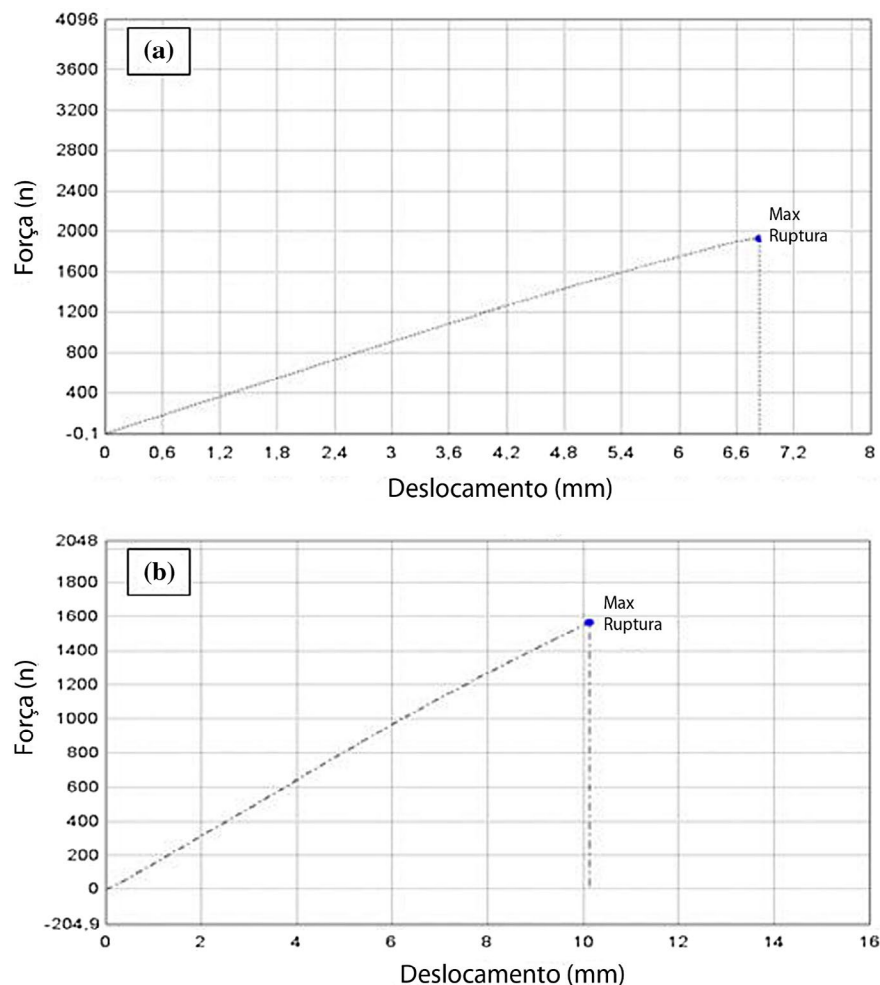 (a)
4096
3600
3200
2800
2400
2000
1600
1200
800
400
-0,1
Força (n)
Max
Ruptura
0 0,6 1,2 1,8 2,4 3 3,6 4,2 4,8 5,4 6 6,6 7,2 8
Deslocamento (mm)
(b)
2048
1800
1600
1400
1200
1000
800
600
400
200
0
-204,9
Força (n)
Max
Ruptura
0 2 4 6 8 10 12 14 16
Deslocamento (mm)